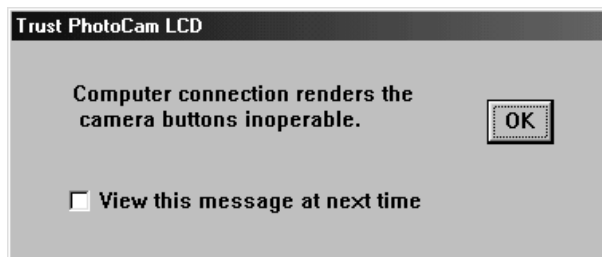 Trust PhotoCam LCD
Computer connection renders the
camera buttons inoperable.
OK
View this message at next time